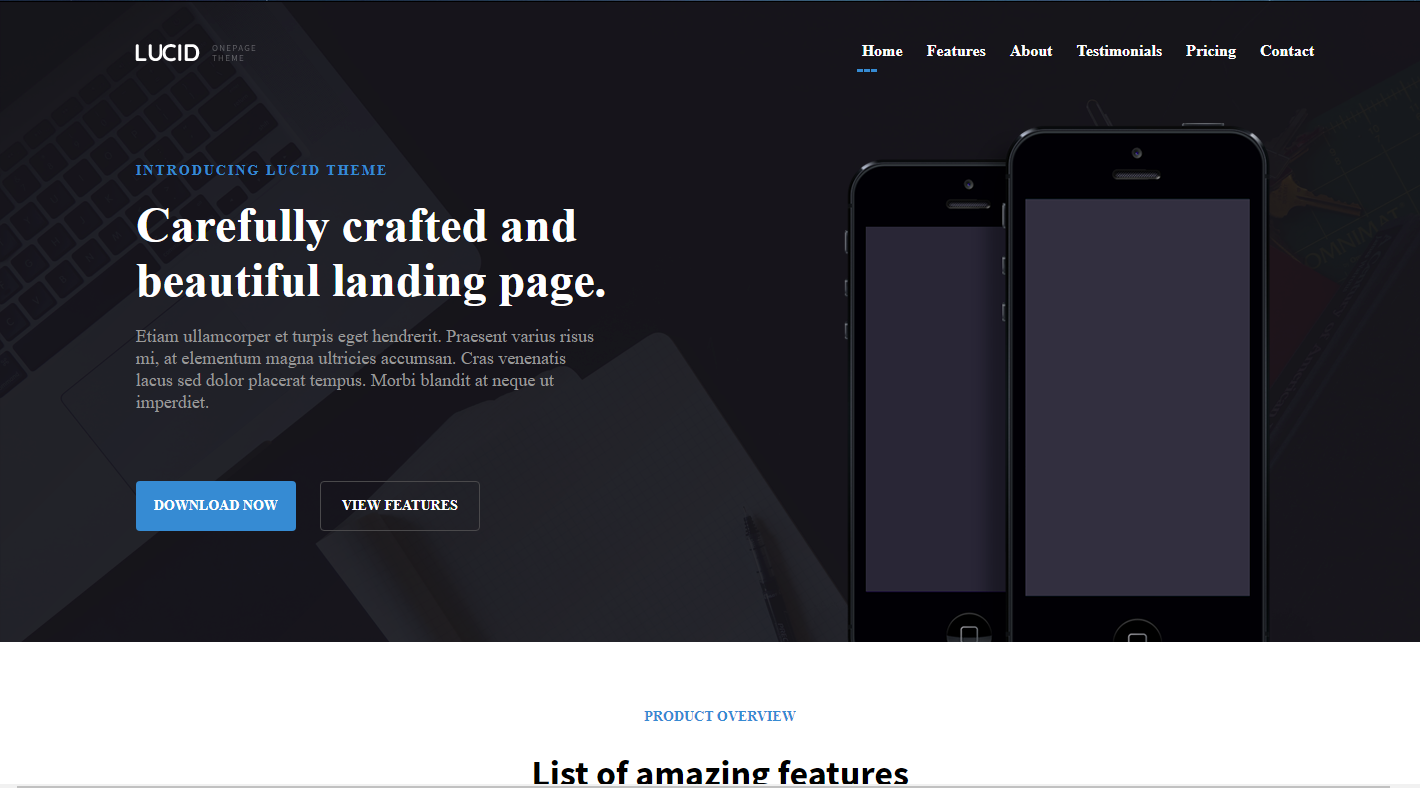 LUCID
ONEPAGE
THEME
Home Features About Testimonials Pricing Contact
INTRODUCING LUCID THEME
Carefully crafted and
beautiful landing page.
Etiam ullamcorper et turpis eget hendrerit. Praesent varius risus
mi, at elementum magna ultricies accumsan. Cras venenatis
lacus sed dolor placerat tempus. Morbi blandit at neque ut
imperdiet.
DOWNLOAD NOW VIEW FEATURES
PRODUCT OVERVIEW
List of amazing features